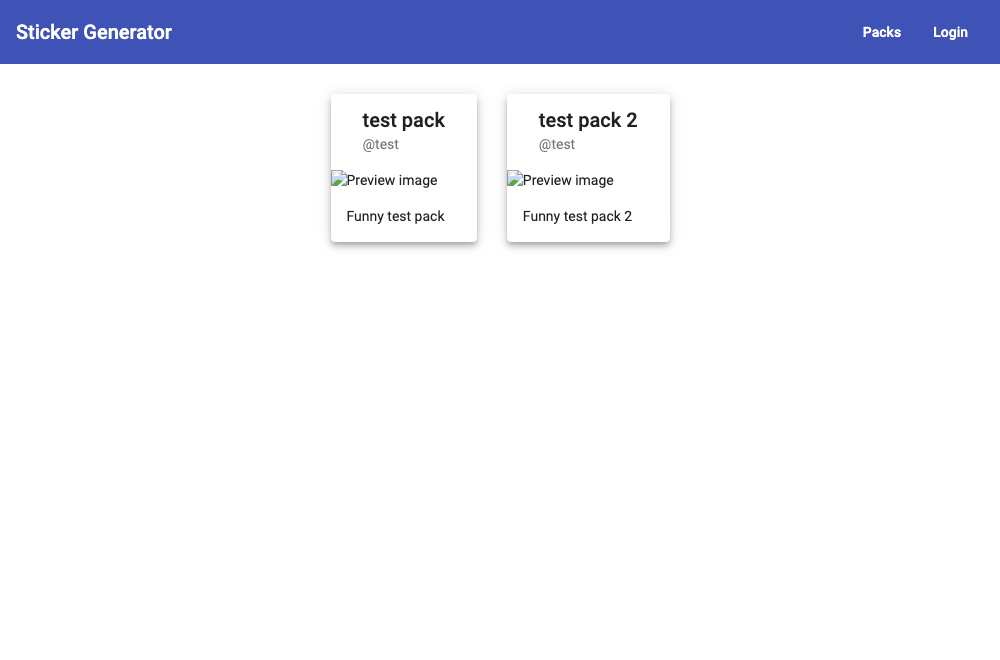 Sticker Generator
Packs
Login
test pack
@test
Preview image
Funny test pack
test pack 2
@test
Preview image
Funny test pack 2